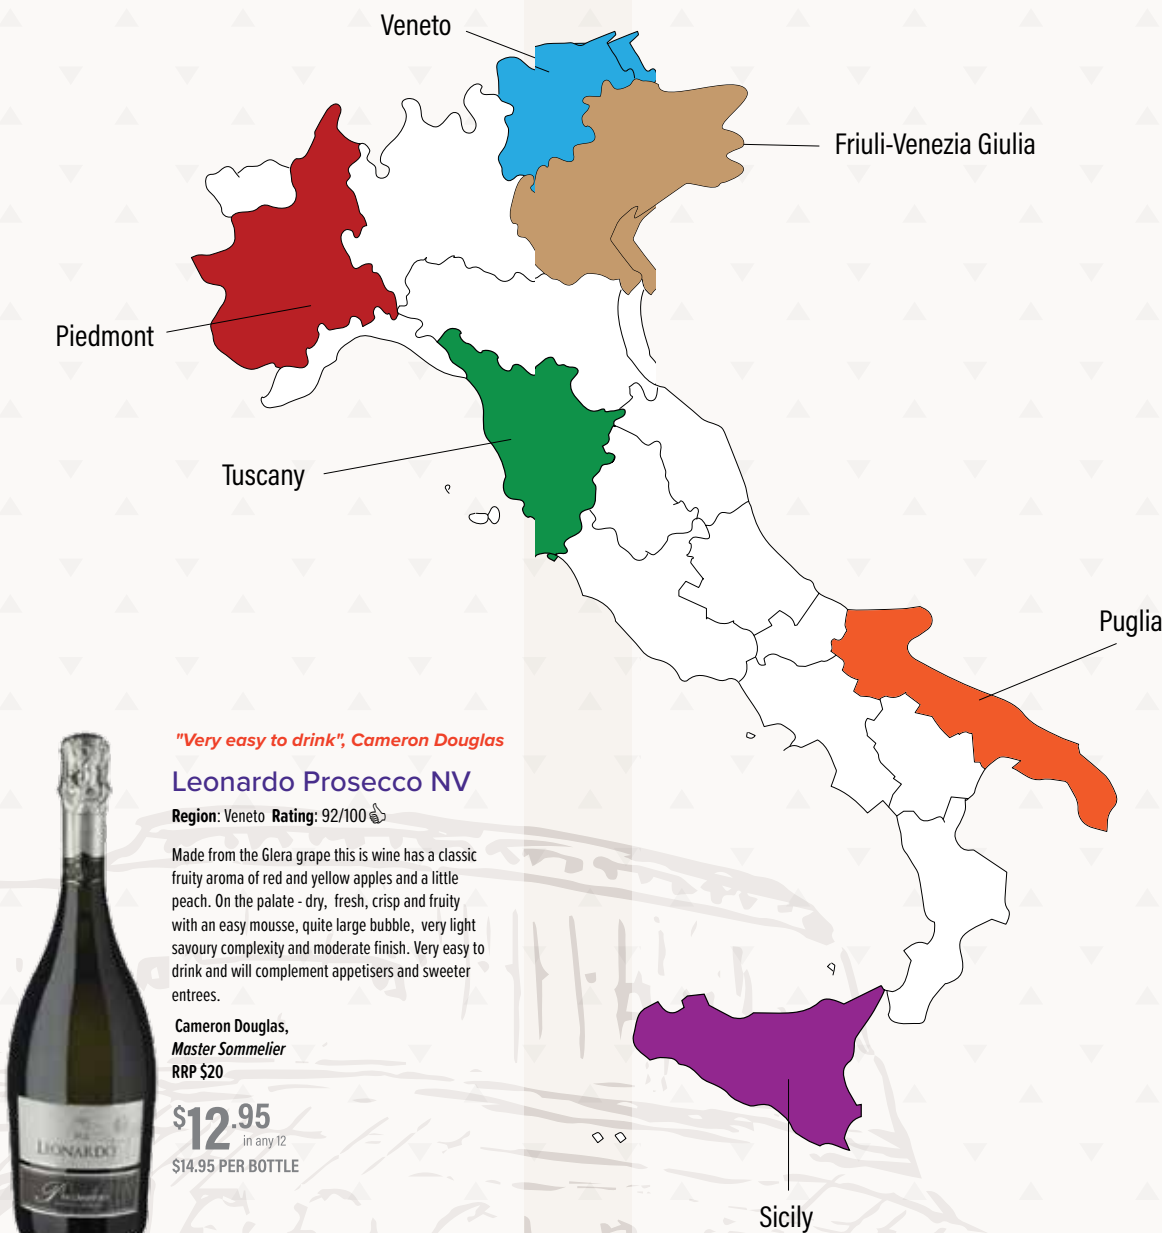 Veneto
Friuli-Venezia Giulia
Piedmont
Tuscany
Puglia
"Very easy to drink", Cameron Douglas
Leonardo Prosecco NV
Region: Veneto Rating: 92/100
Made from the Glera grape this is wine has a classic
fruity aroma of red and yellow apples and a little
peach. On the palate - dry, fresh, crisp and fruity
with an easy mousse, quite large bubble, very light
savoury complexity and moderate finish. Very easy to
drink and will complement appetisers and sweeter
entrees.
Cameron Douglas,
Master Sommelier
RRP $20
$12.95
in any 12
$14.95 PER BOTTLE
LEONARDO
Sicily